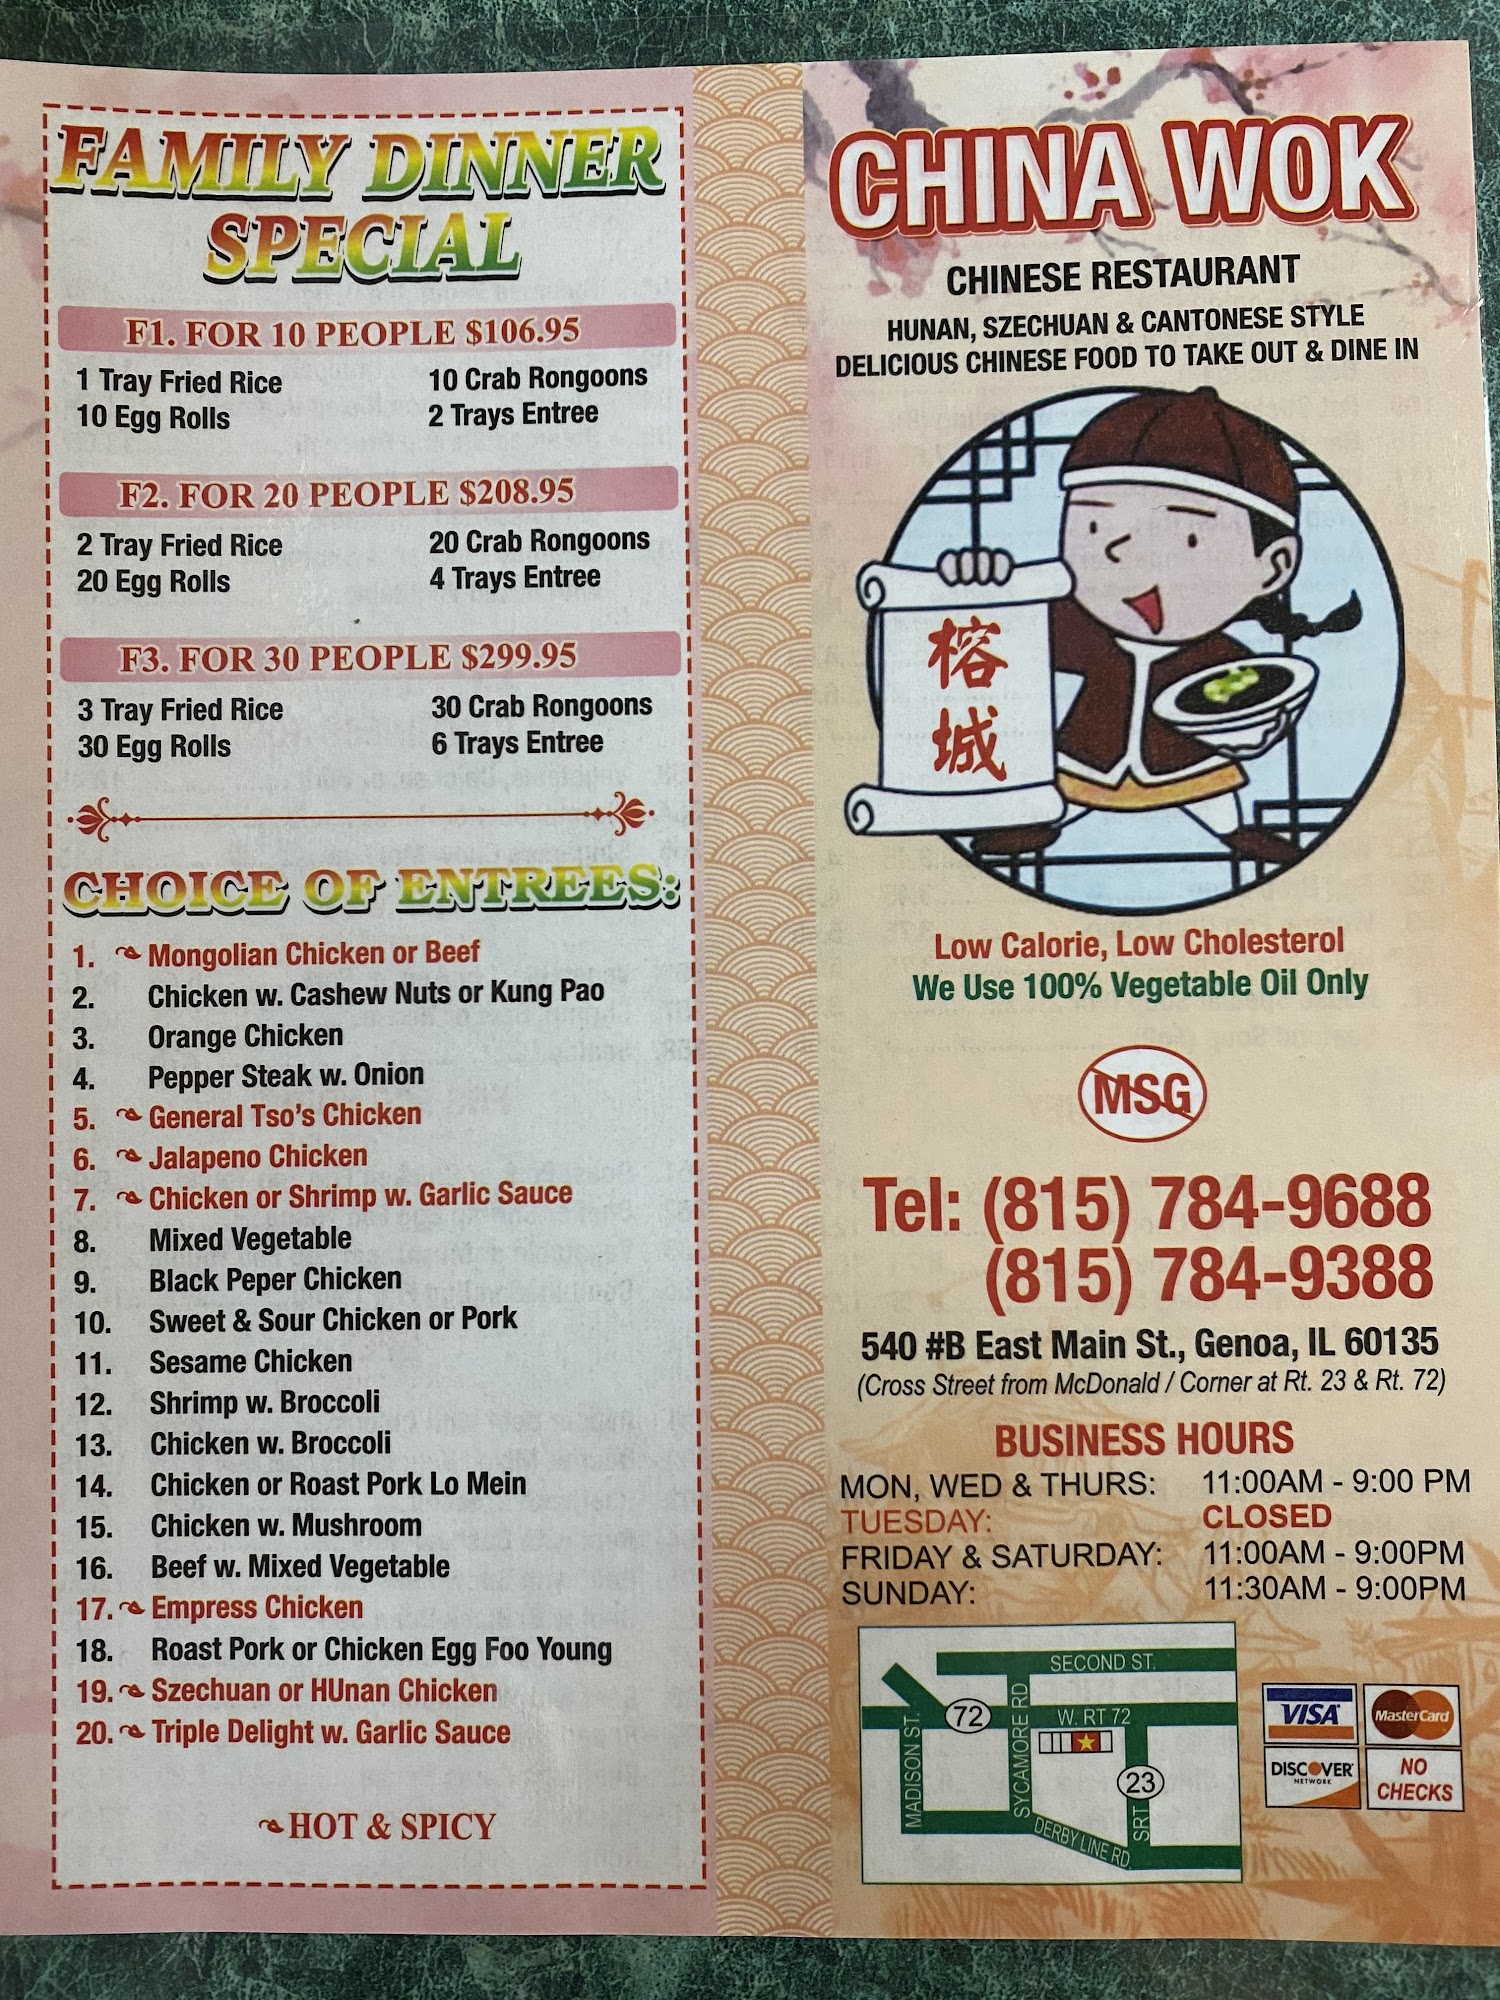 FAMILY DINNER
SPECIAL
F1. FOR 10 PEOPLE $106.95
1 Tray Fried Rice 10 Crab Rongoons
10 Egg Rolls 2 Trays Entree
F2. FOR 20 PEOPLE $208.95
2 Tray Fried Rice 20 Crab Rongoons
20 Egg Rolls 4 Trays Entree
F3. FOR 30 PEOPLE $299.95
3 Tray Fried Rice 30 Crab Rongoons
30 Egg Rolls 6 Trays Entree
CHOICE OF ENTREES:
1. Mongolian Chicken or Beef
2. Chicken w. Cashew Nuts or Kung Pao
3. Orange Chicken
4. Pepper Steak w. Onion
5. General Tso's Chicken
6. Jalapeno Chicken
7. Chicken or Shrimp w. Garlic Sauce
8. Mixed Vegetable
9. Black Peper Chicken
10. Sweet & Sour Chicken or Pork
11. Sesame Chicken
12. Shrimp w. Broccoli
13. Chicken w. Broccoli
14. Chicken or Roast Pork Lo Mein
15. Chicken w. Mushroom
16. Beef w. Mixed Vegetable
17. Empress Chicken
18. Roast Pork or Chicken Egg Foo Young
19. Szechuan or HUnan Chicken
20. Triple Delight w. Garlic Sauce
HOT & SPICY
CHINA WOK
CHINESE RESTAURANT
HUNAN, SZECHUAN & CANTONESE STYLE
DELICIOUS CHINESE FOOD TO TAKE OUT & DINE IN
榕
城
Low Calorie, Low Cholesterol
We Use 100% Vegetable Oil Only
MSG
Tel: (815) 784-9688
(815) 784-9388
540 #B East Main St., Genoa, IL 60135
(Cross Street from McDonald / Corner at Rt. 23 & Rt. 72)
BUSINESS HOURS
MON, WED & THURS: 11:00AM - 9:00 PM
TUESDAY: CLOSED
FRIDAY & SATURDAY: 11:00AM - 9:00PM
SUNDAY: 11:30AM - 9:00PM
SECOND ST.
72
W. RT 72
MADISON ST.
SYCAMORE RD
23
SRT
DERBY LINE RD
VISA
MasterCard
DISCOVER
NETWORK
NO
CHECKS